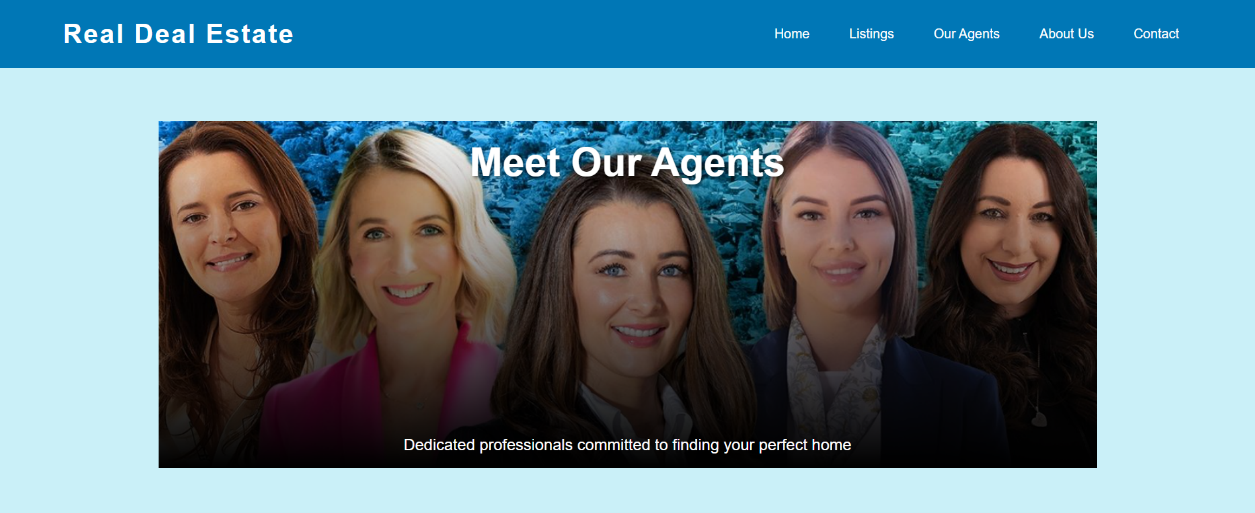 Real Deal Estate
Home Listings Our Agents About Us Contact
Meet Our Agents
Dedicated professionals committed to finding your perfect home